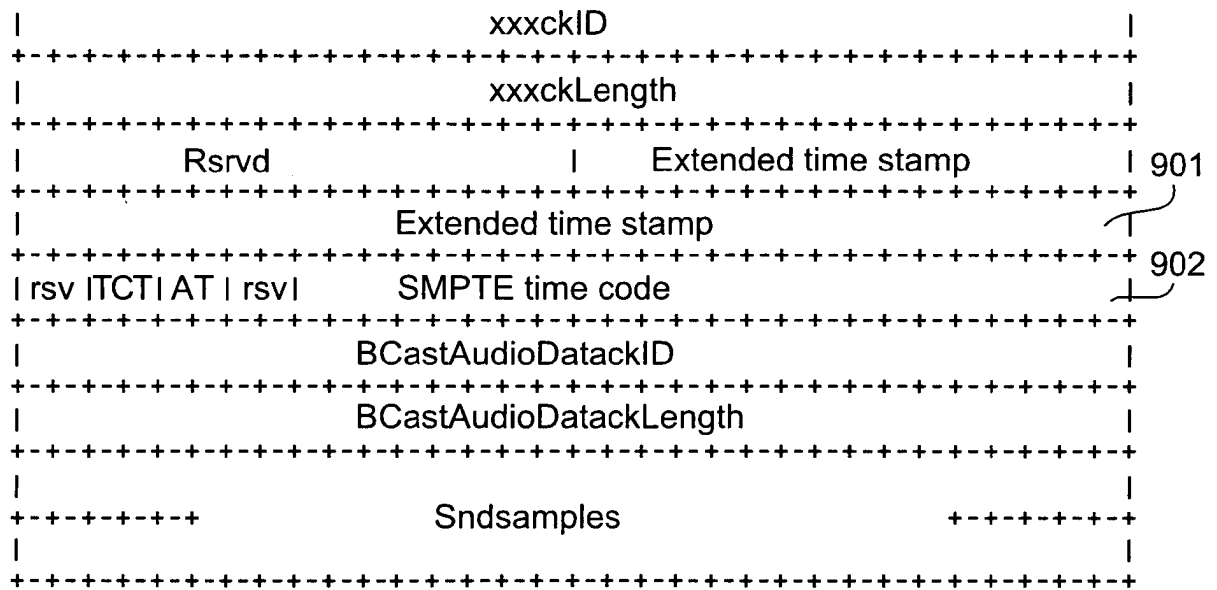 | xxxckID |
+-+-+-+-+-+-+-+-+-+-+-+-+-+-+-+-+-+-+-+-+-+-+-+-+-+-+-+-+-+-+-+-+
| xxxckLength |
+-+-+-+-+-+-+-+-+-+-+-+-+-+-+-+-+-+-+-+-+-+-+-+-+-+-+-+-+-+-+-+-+
| Rsrvd | Extended time stamp | 901
+-+-+-+-+-+-+-+-+-+-+-+-+-+-+-+-+-+-+-+-+-+-+-+-+-+-+-+-+-+-+-+-+
| Extended time stamp |
+-+-+-+-+-+-+-+-+-+-+-+-+-+-+-+-+-+-+-+-+-+-+-+-+-+-+-+-+-+-+-+-+ 902
| rsv |TCT| AT | rsv| SMPTE time code |
+-+-+-+-+-+-+-+-+-+-+-+-+-+-+-+-+-+-+-+-+-+-+-+-+-+-+-+-+-+-+-+-+
| BCastAudioDatackID |
+-+-+-+-+-+-+-+-+-+-+-+-+-+-+-+-+-+-+-+-+-+-+-+-+-+-+-+-+-+-+-+-+
| BCastAudioDatackLength |
+-+-+-+-+-+-+-+-+-+-+-+-+-+-+-+-+-+-+-+-+-+-+-+-+-+-+-+-+-+-+-+-+
| |
+-+-+-+-+-+ Sndsamples +-+-+-+-+-+
| |
+-+-+-+-+-+-+-+-+-+-+-+-+-+-+-+-+-+-+-+-+-+-+-+-+-+-+-+-+-+-+-+-+